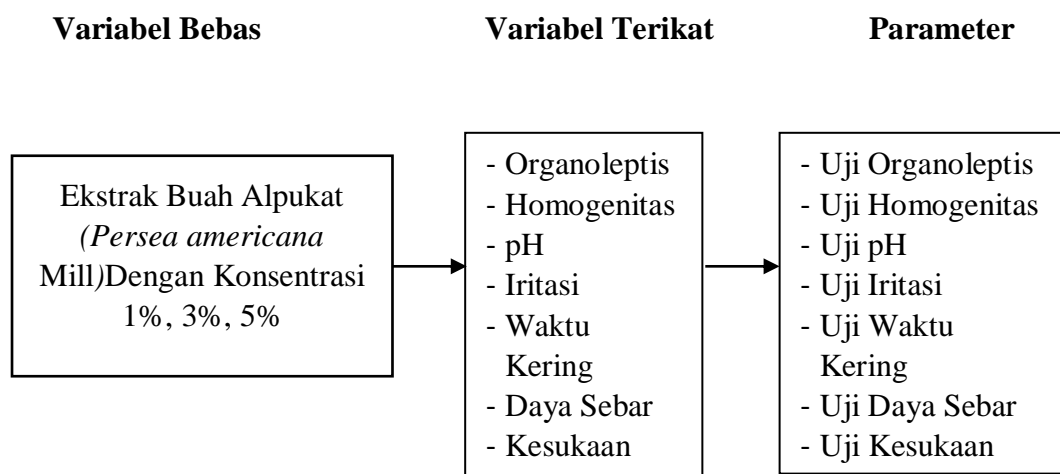 Variabel Bebas
Variabel Terikat
Parameter
Ekstrak Buah Alpukat
(Persea americana
Mill)Dengan Konsentrasi
1%, 3%, 5%
- Organoleptis
- Homogenitas
- pH
- Iritasi
- Waktu
Kering
- Daya Sebar
- Kesukaan
- Uji Organoleptis
- Uji Homogenitas
- Uji pH
- Uji Iritasi
- Uji Waktu
Kering
- Uji Daya Sebar
- Uji Kesukaan